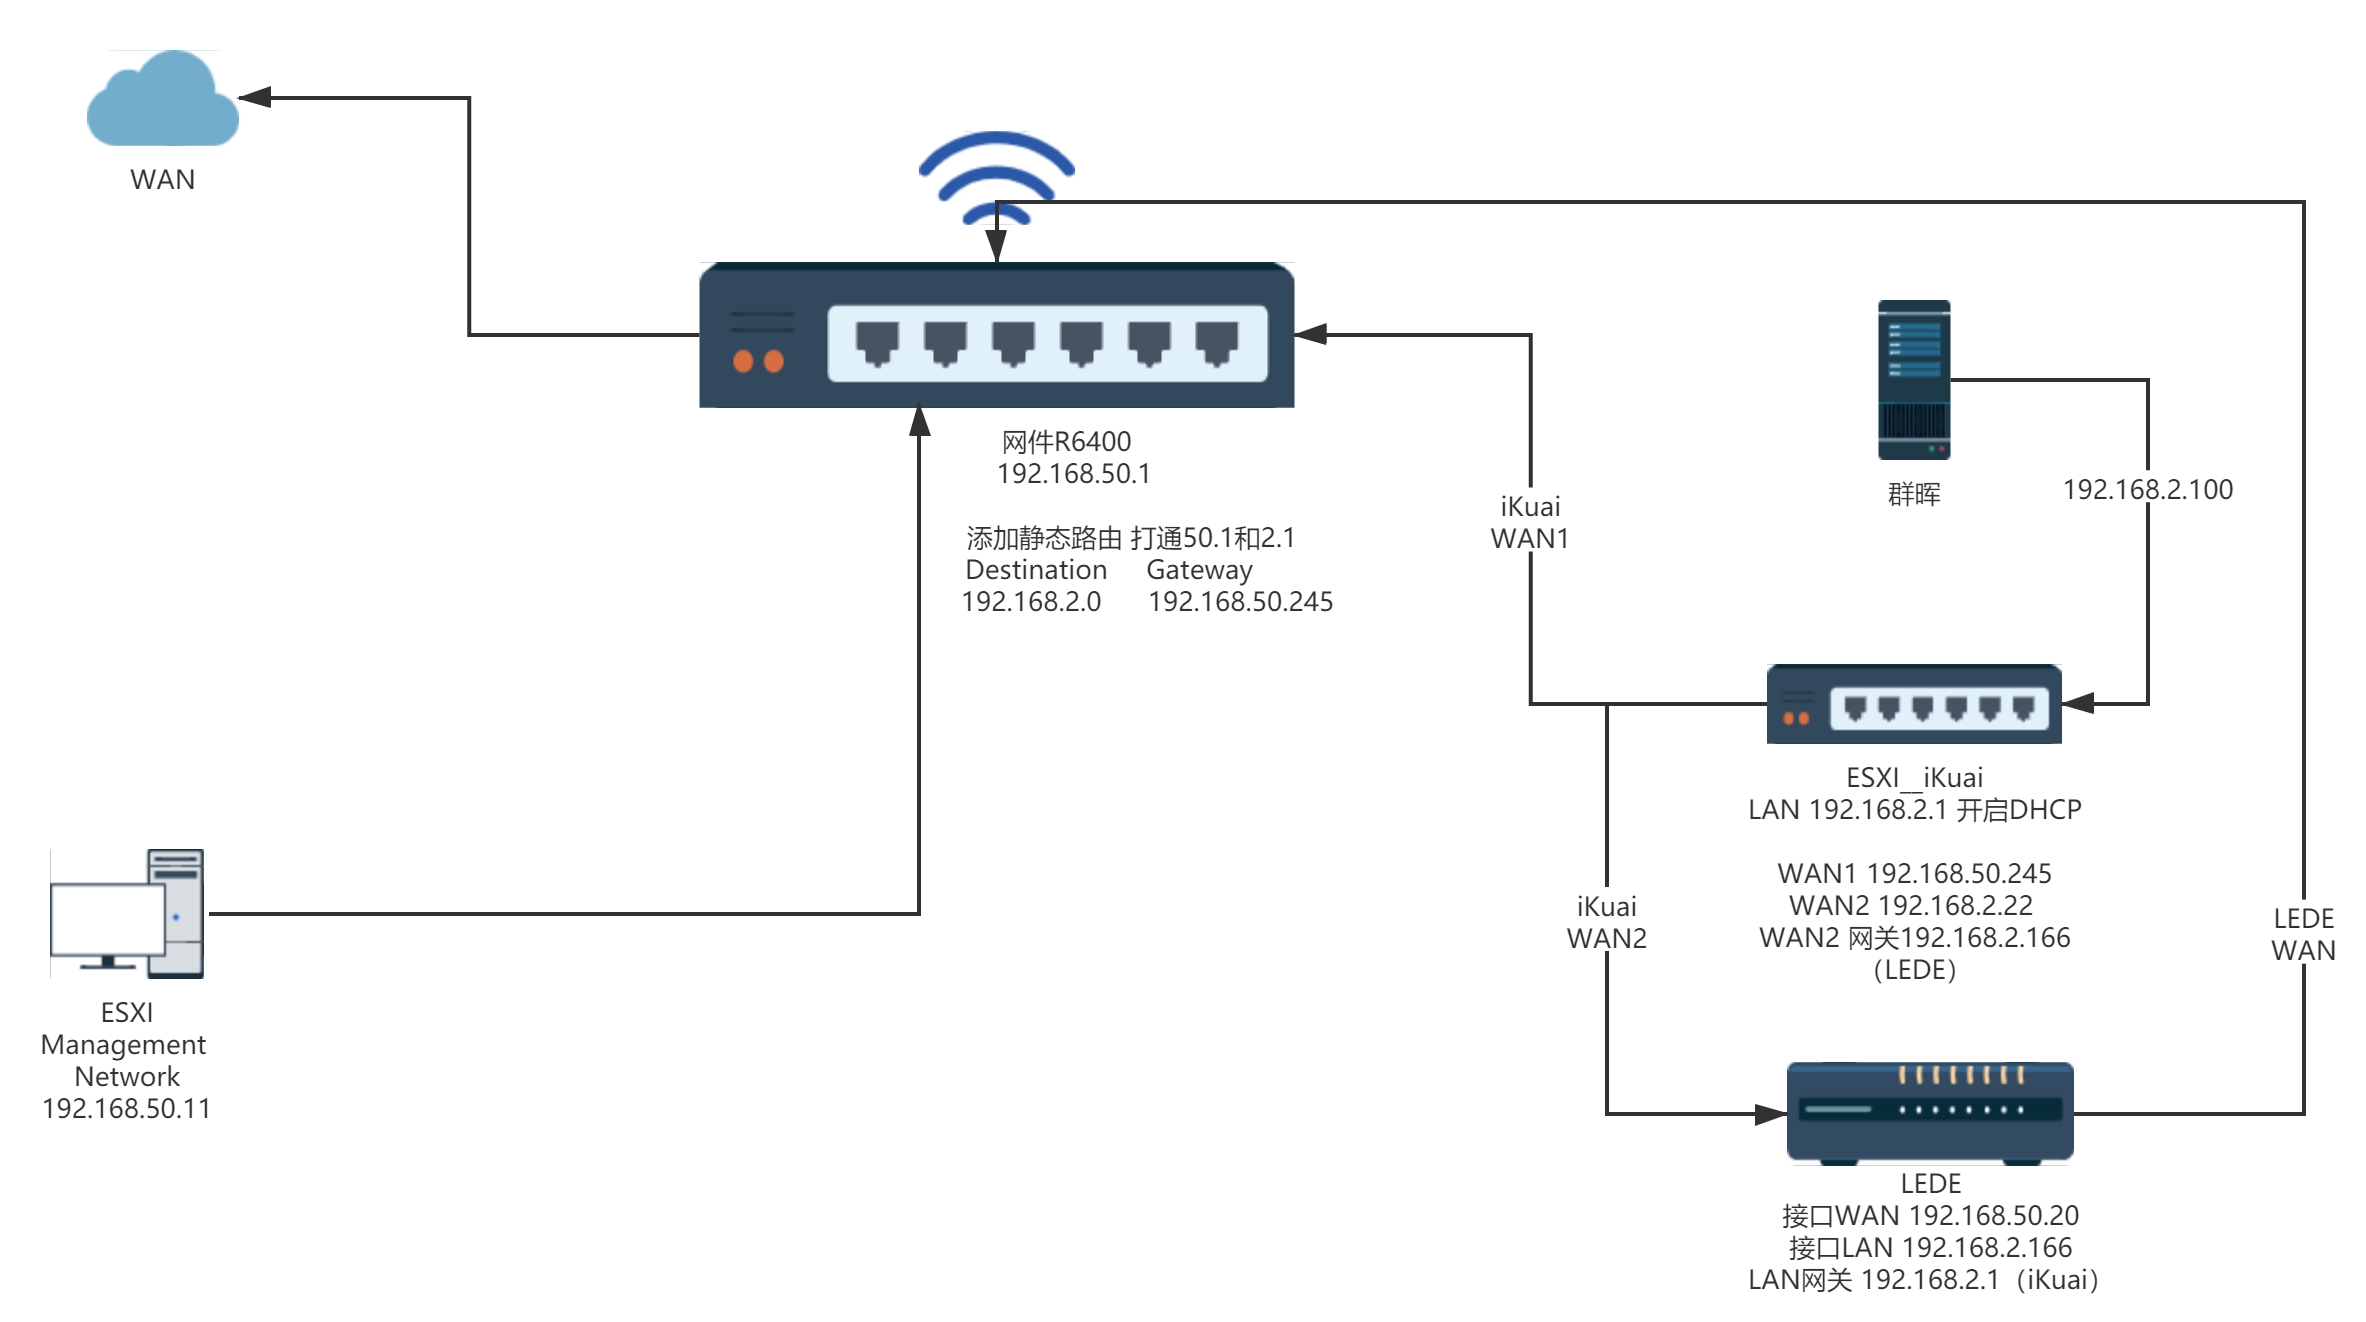 WAN
网件R6400
192.168.50.1
添加静态路由 打通50.1和2.1
Destination Gateway
192.168.2.0 192.168.50.245
iKuai
WAN1
群晖
192.168.2.100
ESXI__iKuai
LAN 192.168.2.1 开启DHCP
WAN1 192.168.50.245
WAN2 192.168.2.22
WAN2 网关192.168.2.166
（LEDE）
iKuai
WAN2
LEDE
WAN
ESXI
Management
Network
192.168.50.11
LEDE
接口WAN 192.168.50.20
接口LAN 192.168.2.166
LAN网关 192.168.2.1（iKuai）